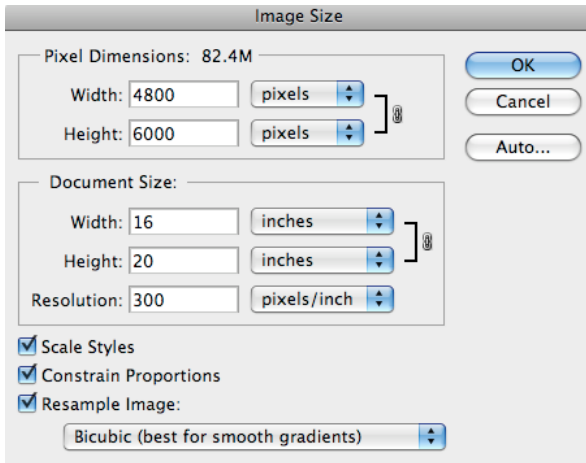 Image Size
Pixel Dimensions: 82.4M
Width: 4800 pixels
Height: 6000 pixels
OK
Cancel
Auto...
Document Size:
Width: 16 inches
Height: 20 inches
Resolution: 300 pixels/inch
Scale Styles
Constrain Proportions
Resample Image:
Bicubic (best for smooth gradients)